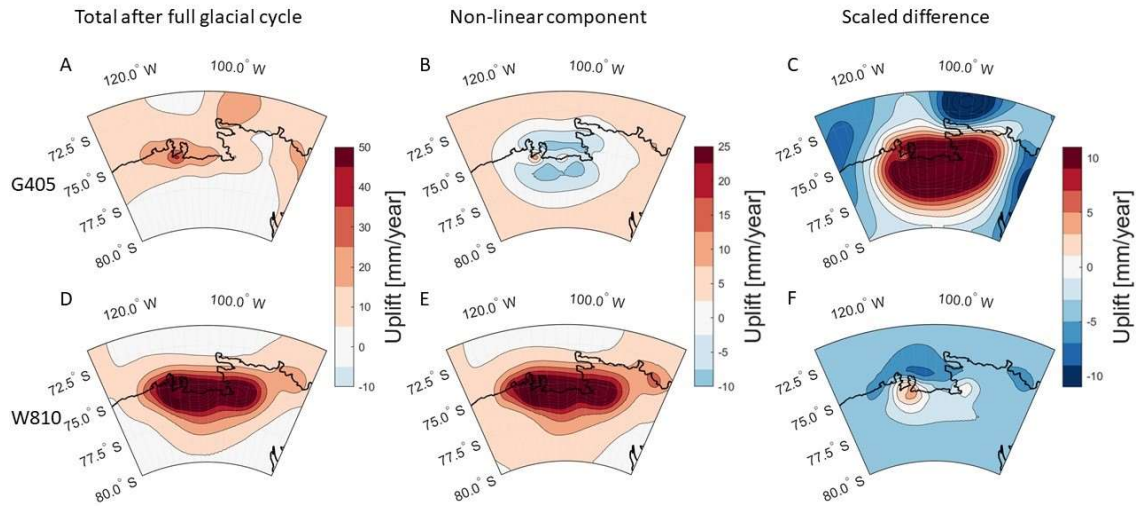 Total after full glacial cycle
Non-linear component
Scaled difference
A
120.0° W
100.0° W
B
120.0° W
100.0° W
C
120.0° W
100.0° W
G405
72.5° S
75.0° S
77.5° S
80.0° S
50
40
30
20
10
0
-10
Uplift [mm/year]
72.5° S
75.0° S
77.5° S
80.0° S
25
20
15
10
5
0
-5
-10
Uplift [mm/year]
72.5° S
75.0° S
77.5° S
80.0° S
10
5
0
-5
-10
Uplift [mm/year]
D
120.0° W
100.0° W
E
120.0° W
100.0° W
F
120.0° W
100.0° W
W810
72.5° S
75.0° S
77.5° S
80.0° S
72.5° S
75.0° S
77.5° S
80.0° S
72.5° S
75.0° S
77.5° S
80.0° S